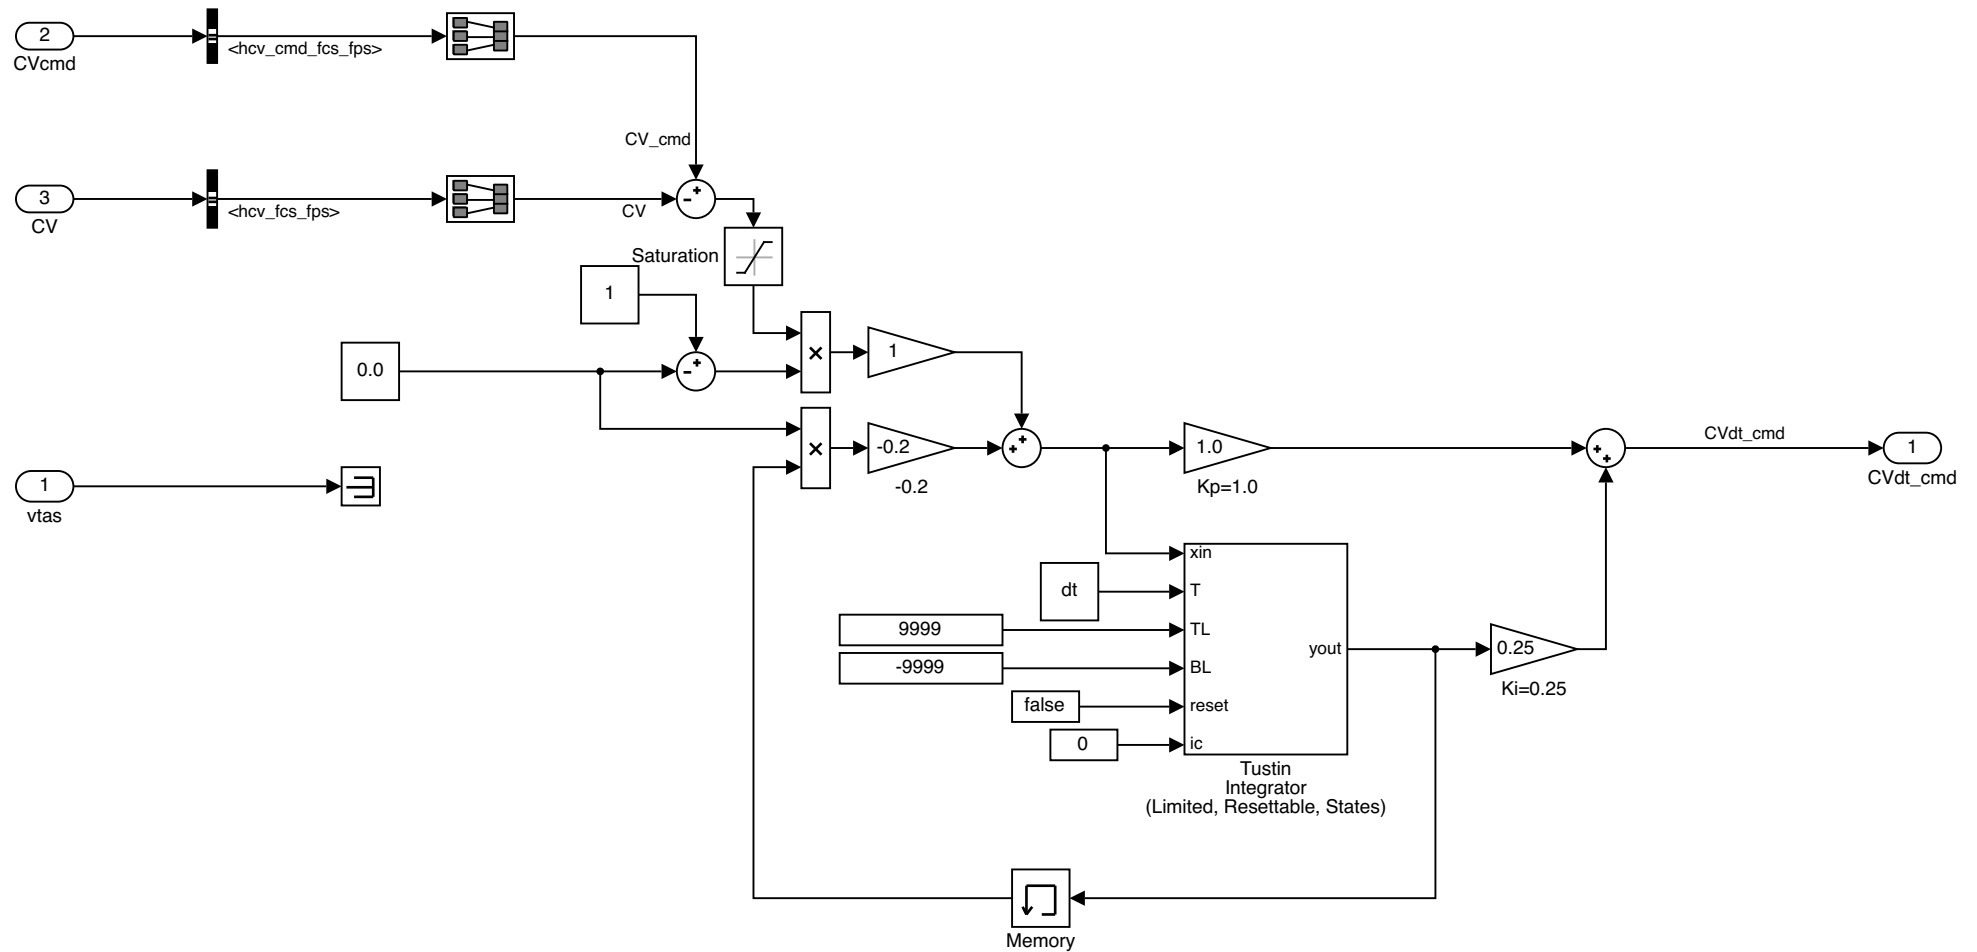 2
CVcmd
<hcv_cmd_fcs_fps>
CV_cmd
3
CV
<hcv_fcs_fps>
CV
+
-
Saturation
1
0.0
+
-
×
1
×
-0.2
-0.2
+
+
1.0
Kp=1.0
+
+
CVdt_cmd
1
CVdt_cmd
1
vtas
xin
dt
T
9999
TL
-9999
BL
false
reset
0
ic
yout
0.25
Ki=0.25
Tustin
Integrator
(Limited, Resettable, States)
Memory